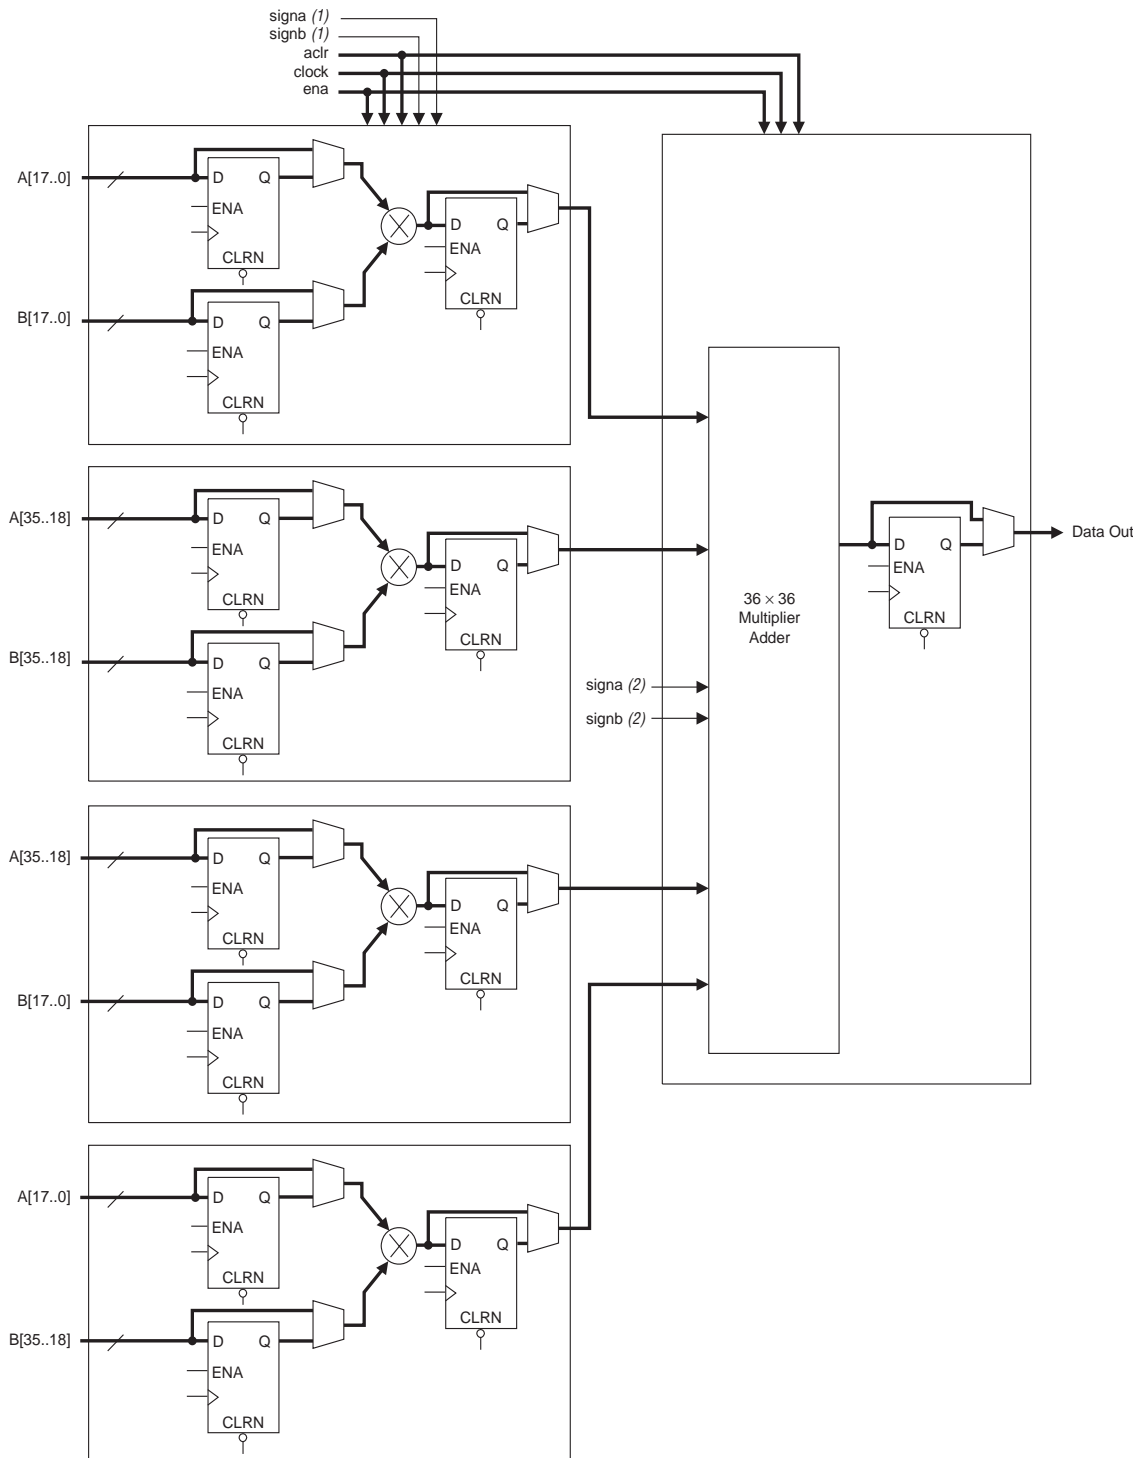 signa (1)
signb (1)
aclr
clock
ena
A[17..0]
D Q
ENA
CLRN
D Q
ENA
CLRN
B[17..0]
D Q
ENA
CLRN
A[35..18]
D Q
ENA
CLRN
D Q
ENA
CLRN
B[35..18]
D Q
ENA
CLRN
36 × 36
Multiplier
Adder
signa (2)
signb (2)
D Q
ENA
CLRN
Data Out
A[35..18]
D Q
ENA
CLRN
D Q
ENA
CLRN
B[17..0]
D Q
ENA
CLRN
A[17..0]
D Q
ENA
CLRN
D Q
ENA
CLRN
B[35..18]
D Q
ENA
CLRN